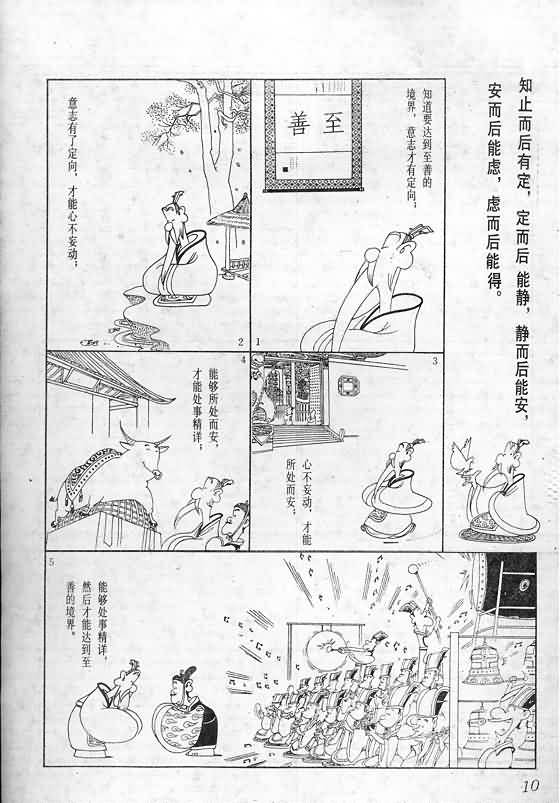 知止而后有定，定而后 能静，静而后能安，
安而后能虑， 虑而后能得。
至善
知道要达到至善的
境界，意志才有定向；
1
意志有了定向，才能心不妄动；
2
3
心不妄动，才能
所处而安；
4
能够所处而安，
才能处事精详；
5
能够处事精详，
然后才能达到至
善的境界。
10